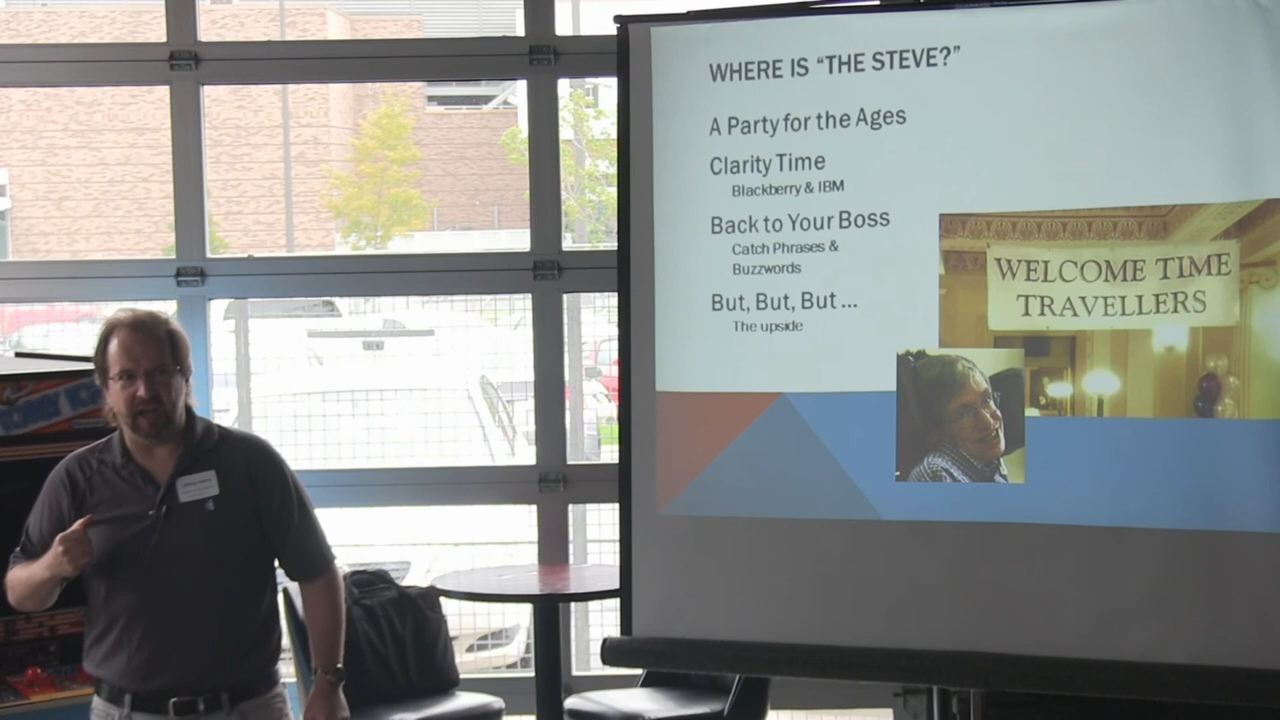 WHERE IS “THE STEVE?”
A Party for the Ages
Clarity Time
Blackberry & IBM
Back to Your Boss
Catch Phrases &
Buzzwords
But, But, But ...
The upside
WELCOME TIME
TRAVELLERS